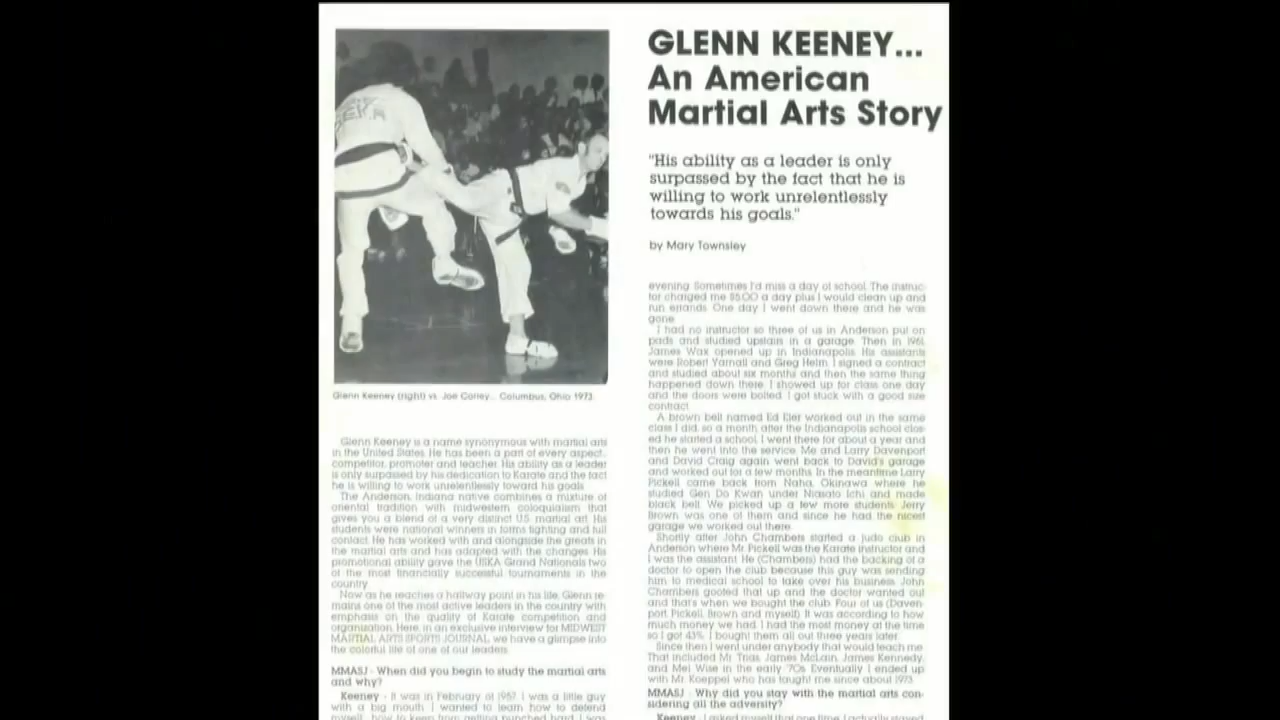 GLENN KEENEY...
An American
Martial Arts Story
"His ability as a leader is only
surpassed by the fact that he is
willing to work unrelentlessly
towards his goals."
by Mary Townsley
Glenn Keeney (right) vs. Joe Corley... Columbus, Ohio 1973.
Glenn Keeney is a name synonymous with martial arts
in the United States. He has been a part of every aspect...
competitor, promoter and teacher. His ability as a leader
is only surpassed by his dedication to Karate and the fact
he is willing to work unrelentlessly toward his goals.
The Anderson, Indiana native combines a mixture of
oriental tradition with midwestern coloquialism that
gives you a blend of a very distinct U.S. martial art. His
students were national winners in forms fighting and full
contact. He has worked with and alongside the greats in
the martial arts and has adapted with the changes. His
promotional ability gave the USKA Grand Nationals two
of the most financially successful tournaments in the
country.
Now as he reaches a halfway point in his life, Glenn re-
mains one of the most active leaders in the country with
emphasis on the quality of Karate competition and
organization. Here, in an exclusive interview for MIDWEST
MARTIAL ARTS SPORTS JOURNAL, we have a glimpse into
the colorful life of one of our leaders.
MMASJ - When did you begin to study the martial arts
and why?
Keeney - It was in February of 1957. I was a little guy
with a big mouth. I wanted to learn how to defend
myself, how to keep from getting punched hard. I was
evening. Sometimes I'd miss a day of school. The instruc-
tor charged me $5.00 a day plus I would clean up and
run errands. One day I went down there and he was
gone.
I had no instructor so three of us in Anderson put on
pads and studied upstairs in a garage. Then in 1961,
James Wax opened up in Indianapolis. His assistants
were Robert Yarnall and Greg Helm. I signed a contract
and studied about six months and then the same thing
happened down there. I showed up for class one day
and the doors were bolted. I got stuck with a good size
contract.
A brown belt named Ed Eler worked out in the same
class I did, so a month after the Indianapolis school clos-
ed he started a school. I went there for about a year and
then he went into the service. Me and Larry Davenport
and David Craig again went back to David's garage
and worked out for a few months. In the meantime Larry
Pickell came back from Naha, Okinawa where he
studied Gen Do Kwan under Niasato Ichi and made
black belt. We picked up a few more students. Jerry
Brown was one of them and since he had the nicest
garage we worked out there.
Shortly after John Chambers started a judo club in
Anderson where Mr. Pickell was the Karate instructor and
I was the assistant. He (Chambers) had the backing of a
doctor to open the club because this guy was sending
him to medical school to take over his business. John
Chambers goofed that up and the doctor wanted out
and that's when we bought the club. Four of us (Daven-
port, Pickell, Brown and myself). It was according to how
much money we had. I had the most money at the time
so I got 43%. I bought them all out three years later.
Since then I went under anybody that would teach me.
That included Mr. Trias, James McLain, James Kennedy,
and Mel Wise in the early '70s. Eventually I ended up
with Mr. Koeppel who has taught me since about 1973.
MMASJ - Why did you stay with the martial arts con-
sidering all the adversity?
Keeney - I asked myself that one time. I actually stayed